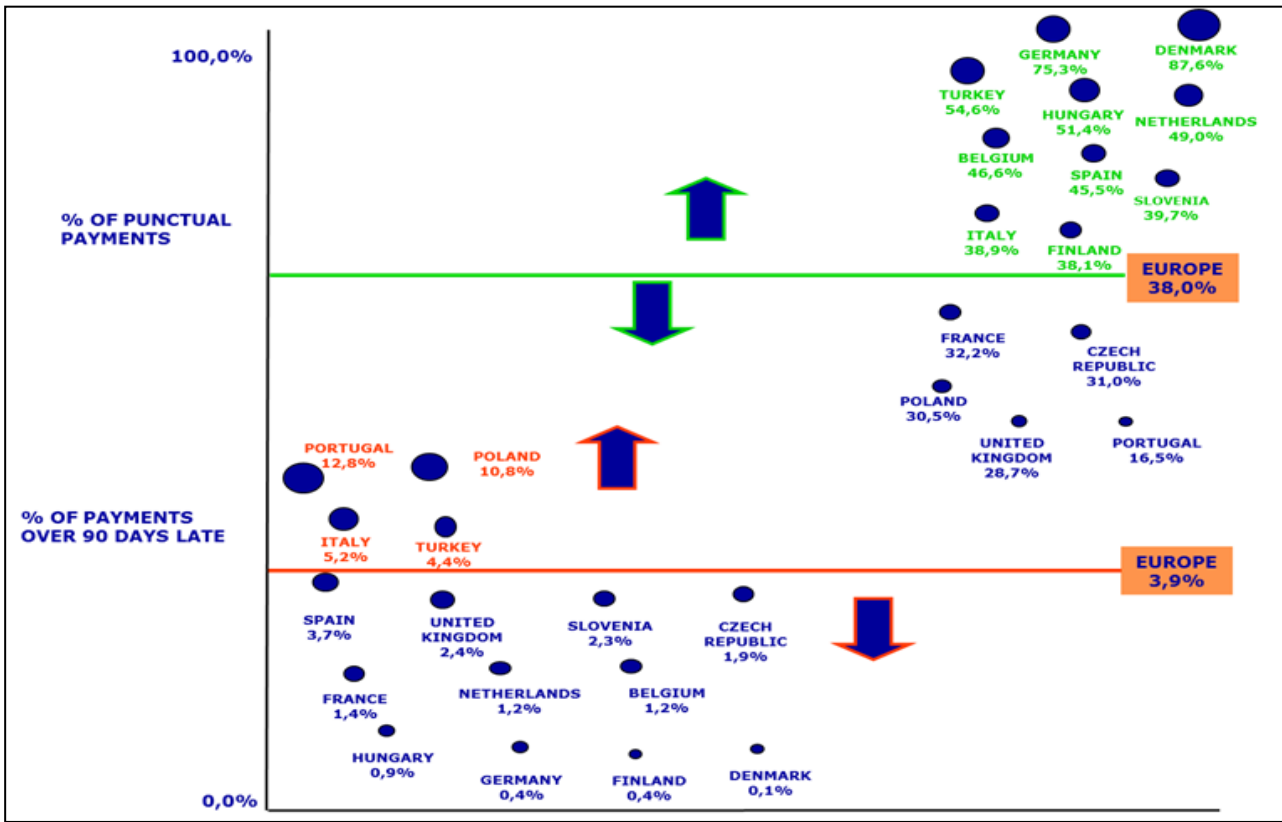 100,0%
GERMANY
75,3%
DENMARK
87,6%
TURKEY
54,6%
HUNGARY
51,4%
NETHERLANDS
49,0%
BELGIUM
46,6%
SPAIN
45,5%
SLOVENIA
39,7%
% OF PUNCTUAL
PAYMENTS
ITALY
38,9%
FINLAND
38,1%
EUROPE
38,0%
FRANCE
32,2%
CZECH
REPUBLIC
31,0%
POLAND
30,5%
UNITED
KINGDOM
28,7%
PORTUGAL
16,5%
PORTUGAL
12,8%
POLAND
10,8%
% OF PAYMENTS
OVER 90 DAYS LATE
ITALY
5,2%
TURKEY
4,4%
EUROPE
3,9%
SPAIN
3,7%
UNITED
KINGDOM
2,4%
SLOVENIA
2,3%
CZECH
REPUBLIC
1,9%
FRANCE
1,4%
NETHERLANDS
1,2%
BELGIUM
1,2%
HUNGARY
0,9%
GERMANY
0,4%
FINLAND
0,4%
DENMARK
0,1%
0,0%